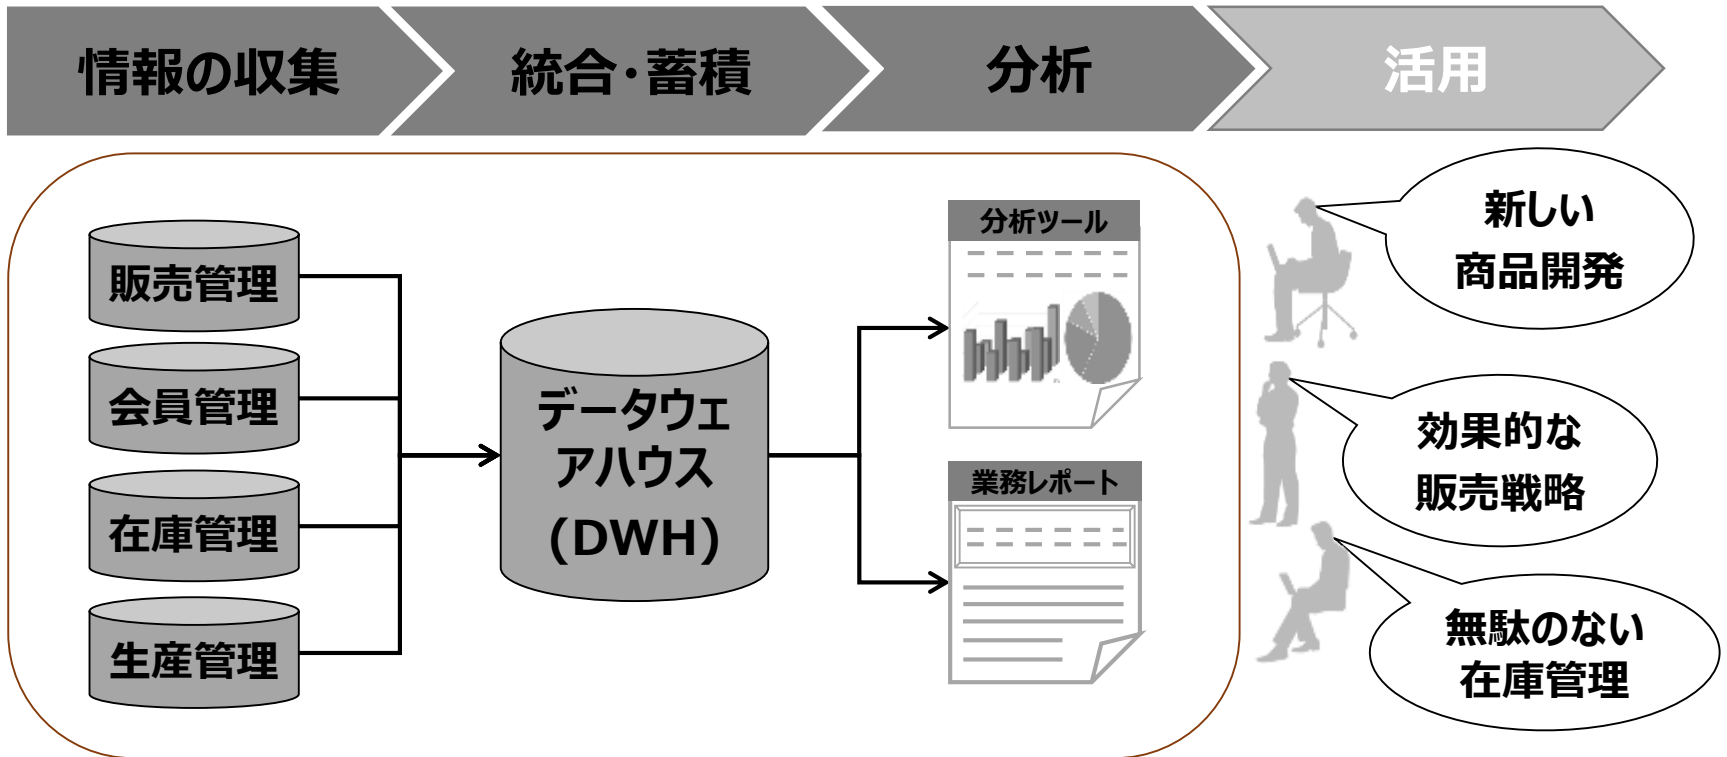 情報の収集
統合・蓄積
分析
活用
販売管理
会員管理
在庫管理
生産管理
データウェ
アハウス
(DWH)
分析ツール
業務レポート
新しい
商品開発
効果的な
販売戦略
無駄のない
在庫管理